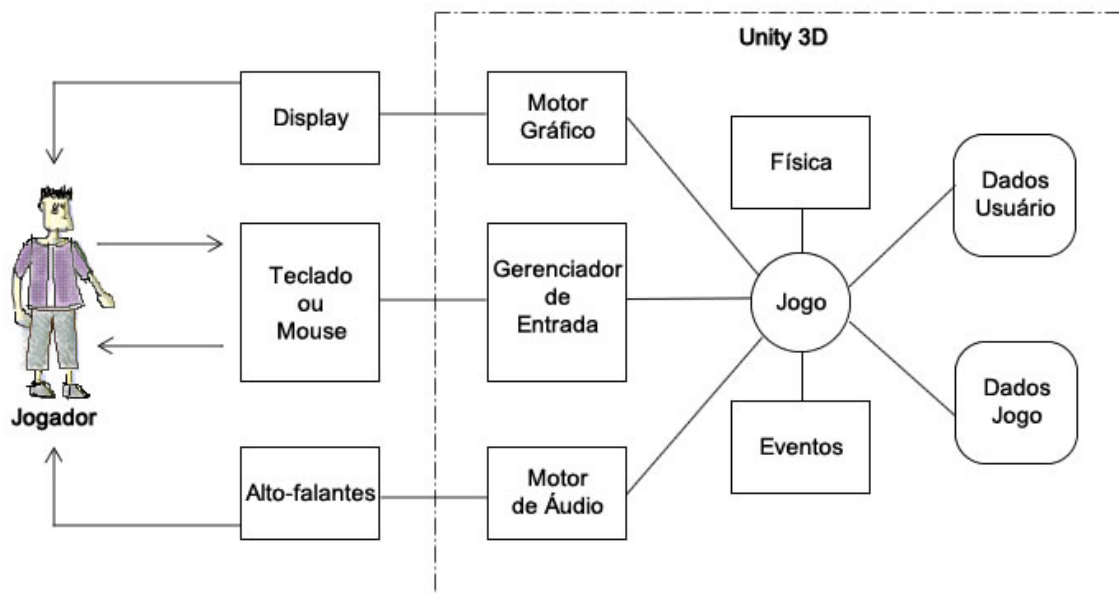 Unity 3D
Display
Motor
Gráfico
Física
Dados
Usuário
Teclado
ou
Mouse
Gerenciador
de
Entrada
Jogo
Jogador
Dados
Jogo
Alto-falantes
Motor
de Áudio
Eventos